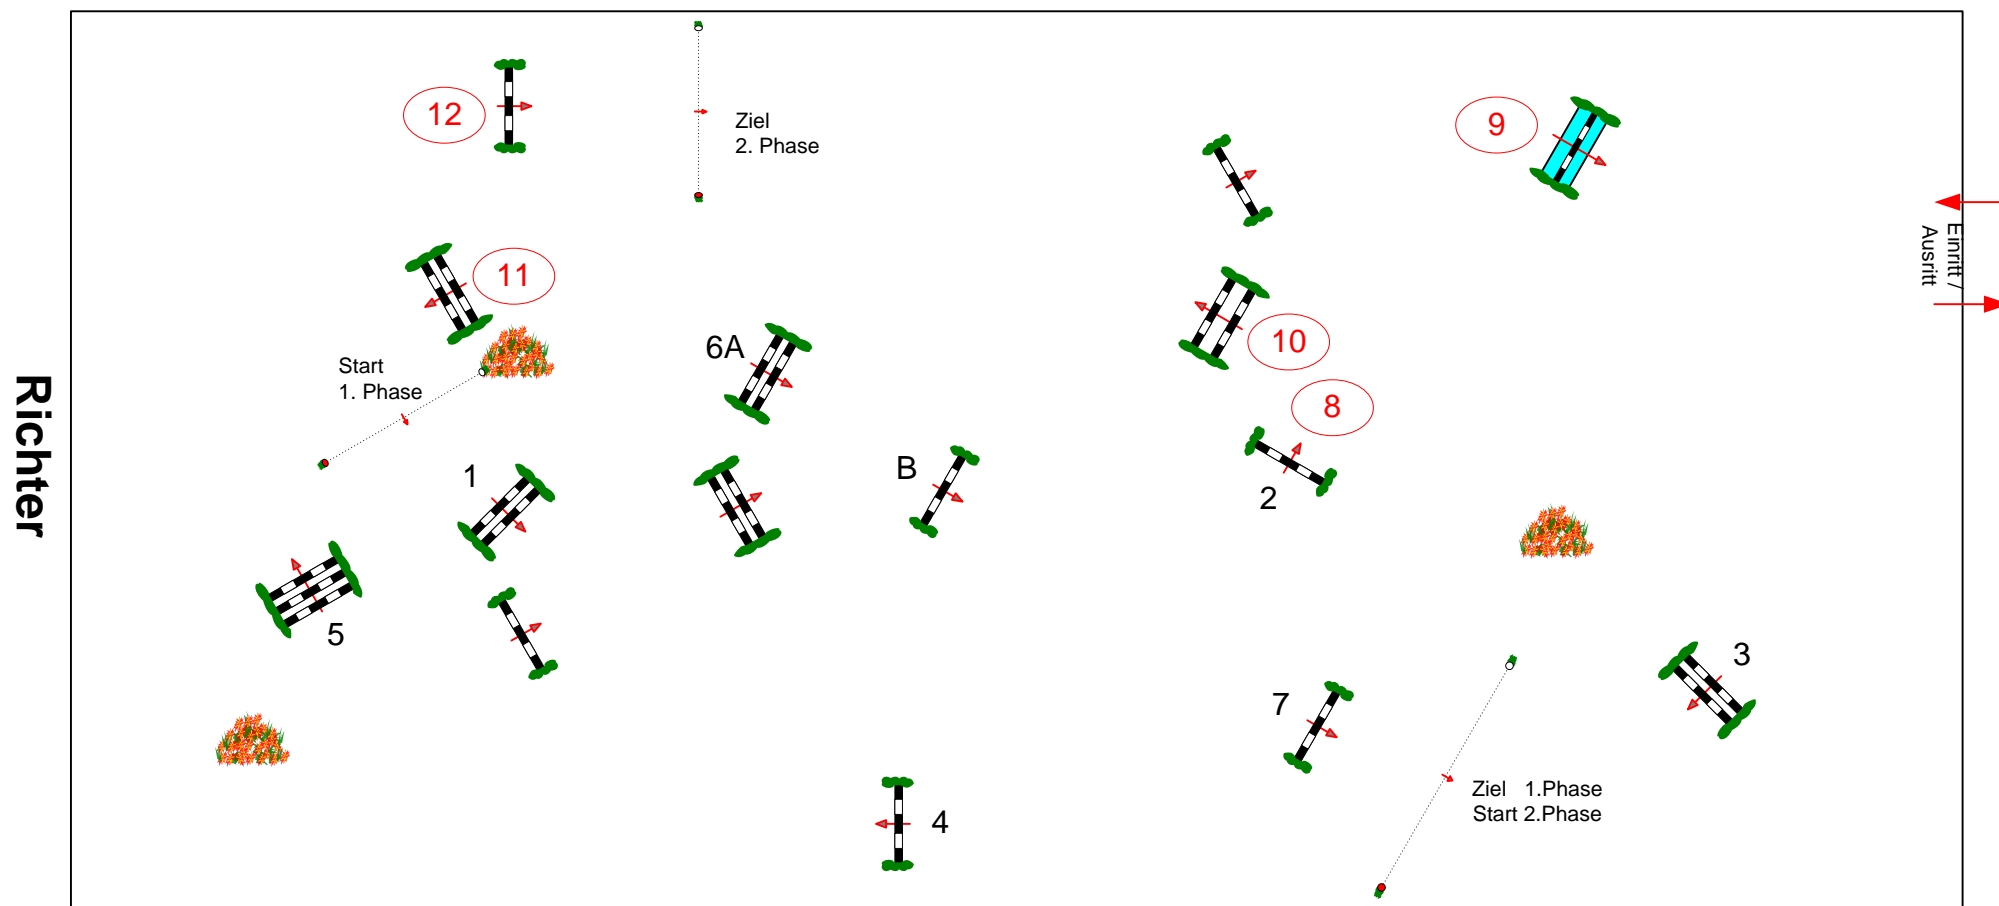 12
Ziel
2. Phase
9
Einritt /
Ausritt
11
10
6A
Start
1. Phase
8
Richter
1
B
2
5
3
7
Ziel 1.Phase
Start 2.Phase
4